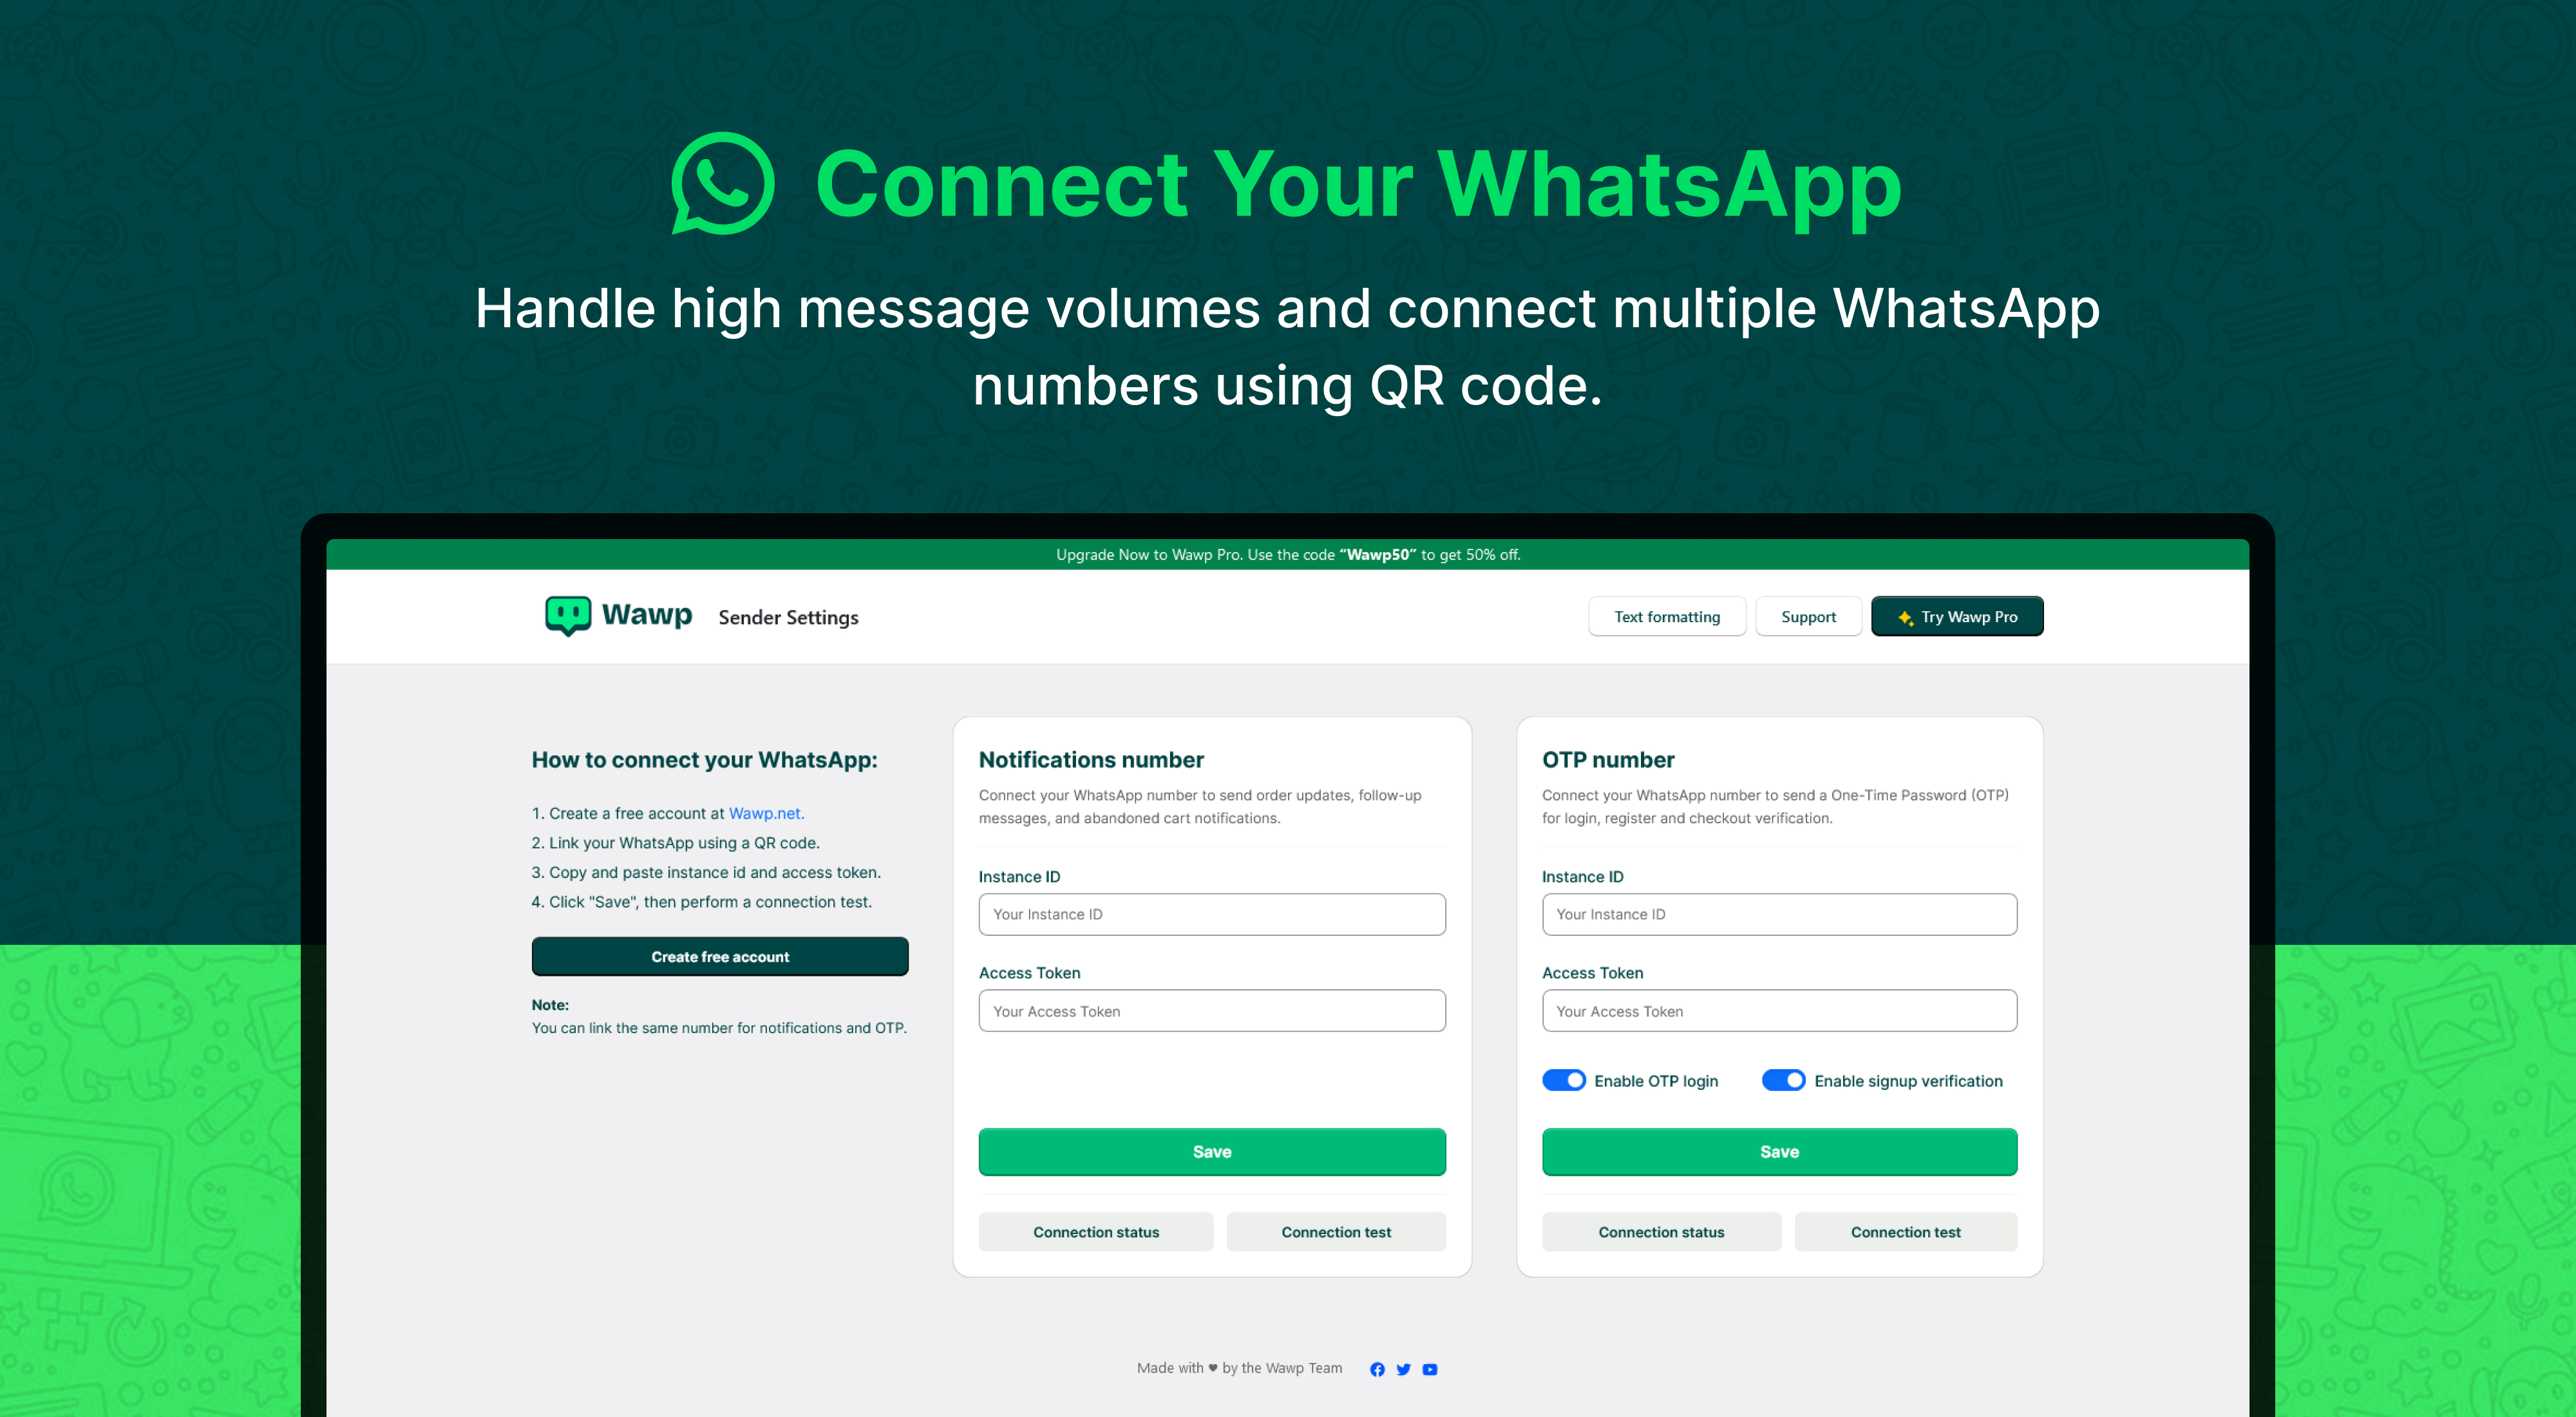 Connect Your WhatsApp
Handle high message volumes and connect multiple WhatsApp
numbers using QR code.
Upgrade Now to Wawp Pro. Use the code “Wawp50” to get 50% off.
Wawp
Sender Settings
Text formatting
Support
Try Wawp Pro
How to connect your WhatsApp:
1. Create a free account at Wawp.net.
2. Link your WhatsApp using a QR code.
3. Copy and paste instance id and access token.
4. Click "Save", then perform a connection test.
Create free account
Note:
You can link the same number for notifications and OTP.
Notifications number
Connect your WhatsApp number to send order updates, follow-up
messages, and abandoned cart notifications.
Instance ID
Your Instance ID
Access Token
Your Access Token
Save
Connection status
Connection test
OTP number
Connect your WhatsApp number to send a One-Time Password (OTP)
for login, register and checkout verification.
Instance ID
Your Instance ID
Access Token
Your Access Token
Enable OTP login
Enable signup verification
Save
Connection status
Connection test
Made with ♥ by the Wawp Team